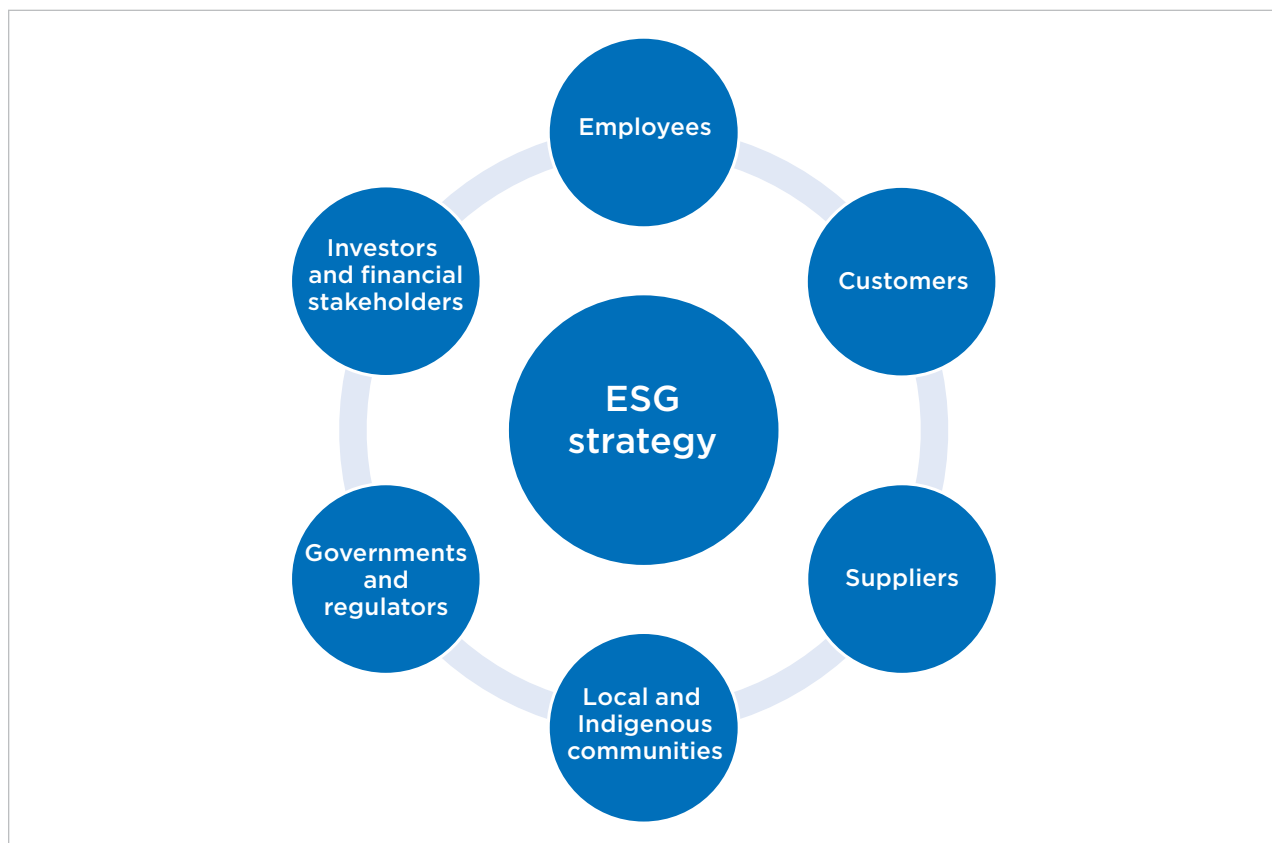 Employees
Customers
Suppliers
Local and
Indigenous
communities
Governments
and
regulators
Investors
and financial
stakeholders
ESG
strategy